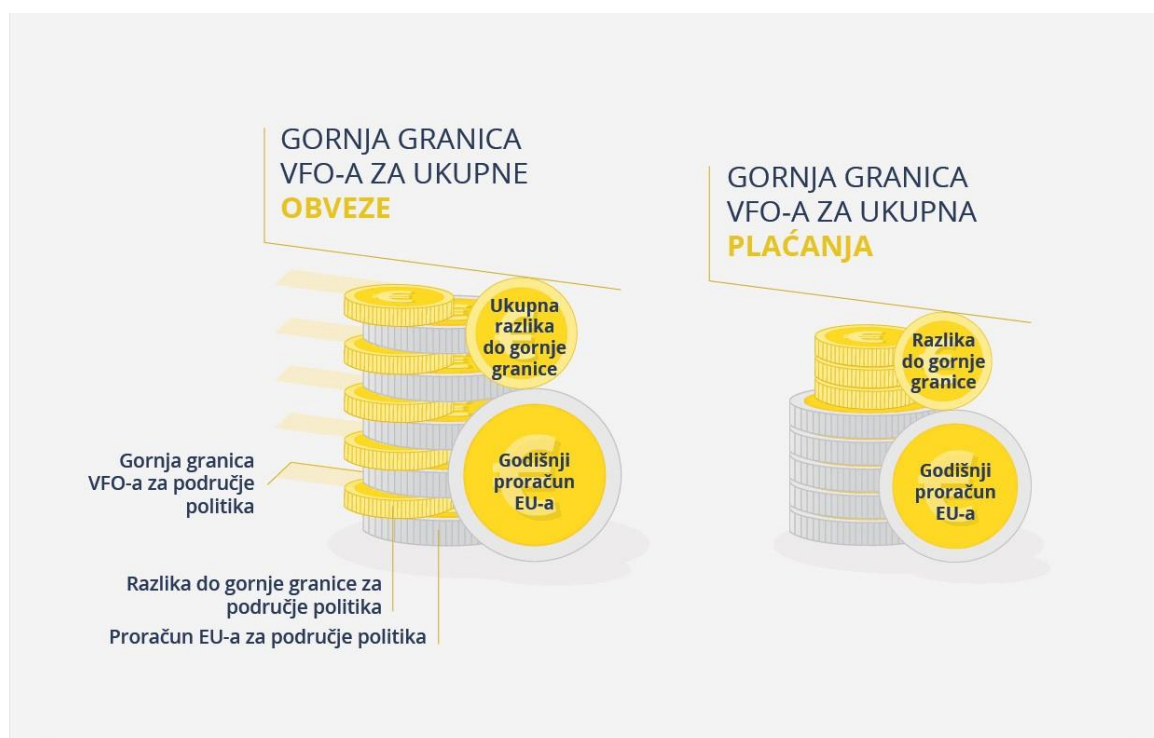 GORNJA GRANICA
VFO-A ZA UKUPNE
OBVEZE
Ukupna
razlika
do gornje
granice
Godišnji
proračun
EU-a
Gornja granica
VFO-a za područje
politika
Razlika do gornje granice za
područje politika
Proračun EU-a za područje politika
GORNJA GRANICA
VFO-A ZA UKUPNA
PLAĆANJA
Razlika
do gornje
granice
Godišnji
proračun
EU-a